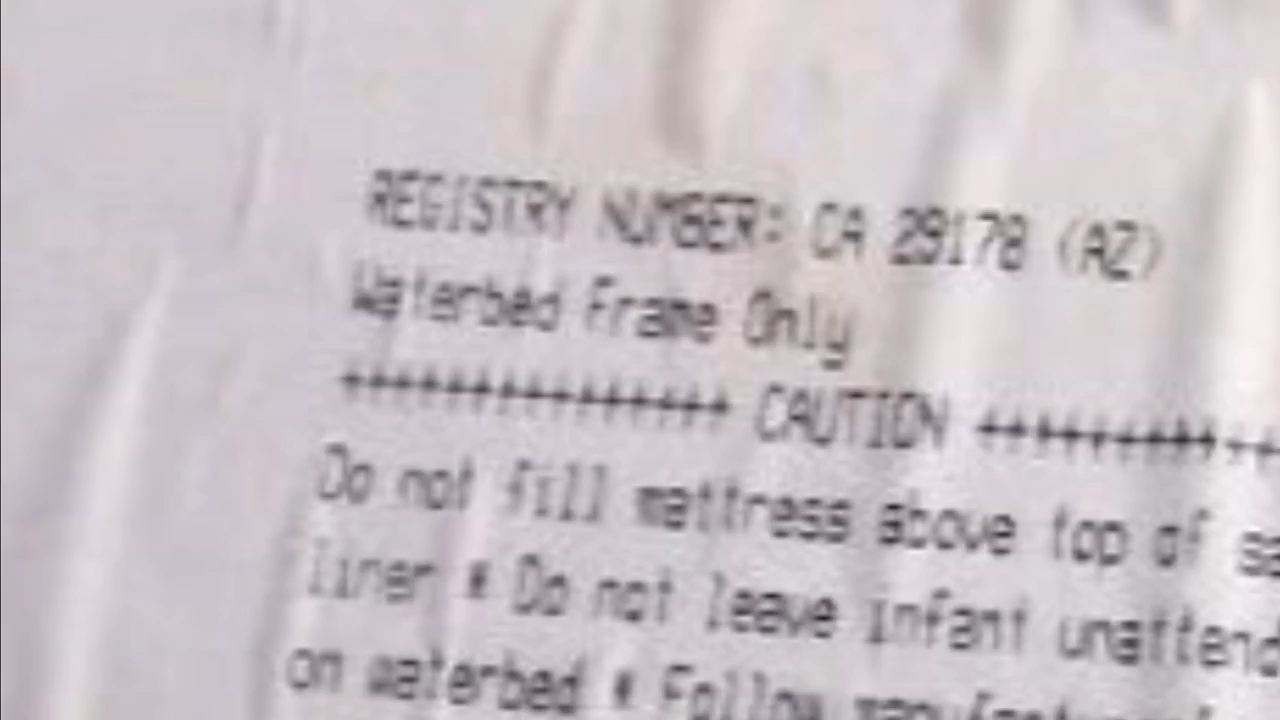 REGISTRY NUMBER: CA 29178 (AZ)
Waterbed Frame Only
+++++++++++++++ CAUTION +++++++++++
Do not fill mattress above top of
liner * Do not leave infant unattend
on waterbed * Follow